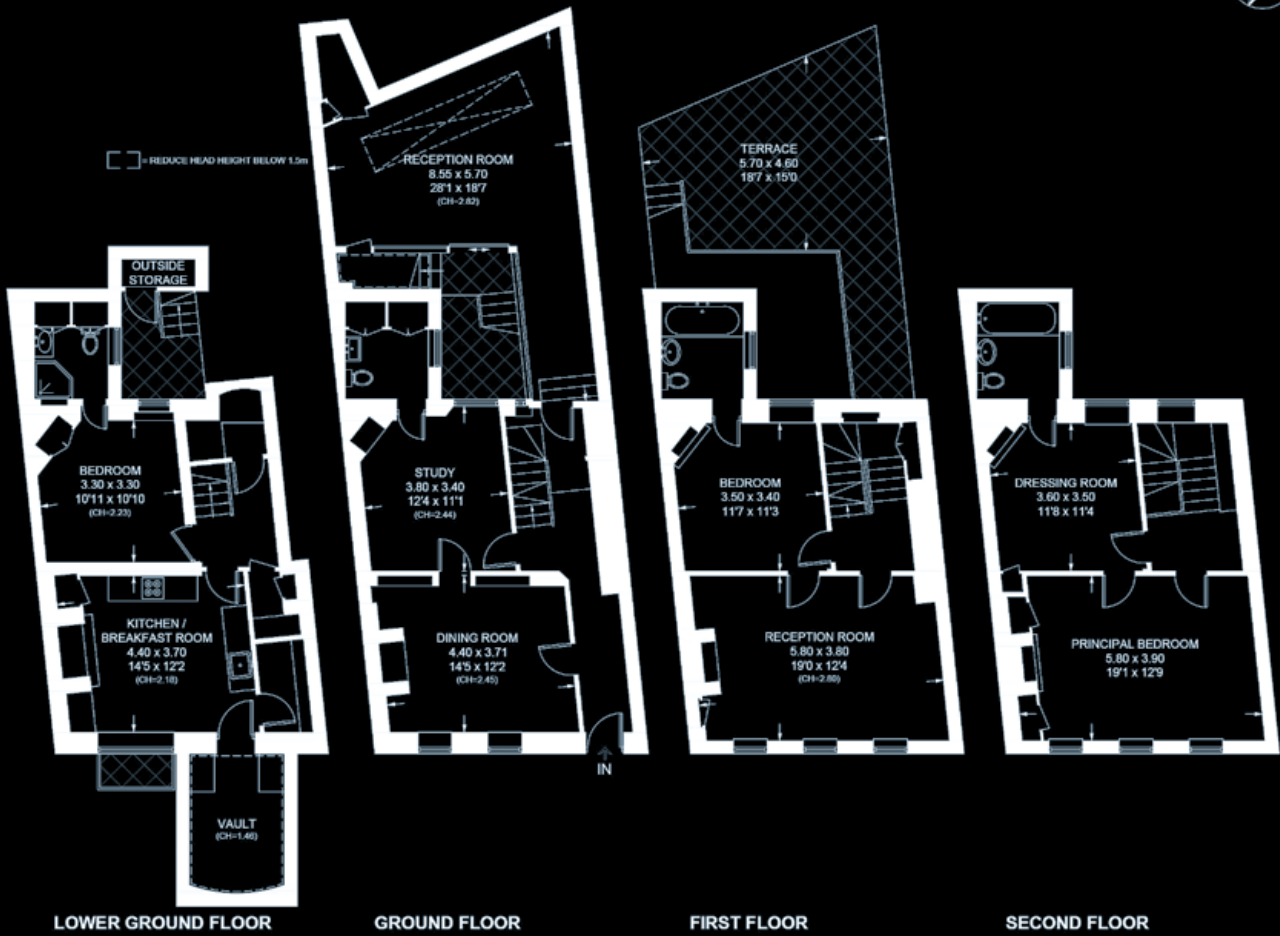 = REDUCE HEAD HEIGHT BELOW 1.5m
OUTSIDE
STORAGE
BEDROOM
3.30 x 3.30
10'11 x 10'10
(CH=2.23)
KITCHEN /
BREAKFAST ROOM
4.40 x 3.70
14'5 x 12'2
(CH=2.18)
VAULT
(CH=1.46)
LOWER GROUND FLOOR
RECEPTION ROOM
8.55 x 5.70
28'1 x 18'7
(CH=2.82)
STUDY
3.80 x 3.40
12'4 x 11'1
(CH=2.44)
DINING ROOM
4.40 x 3.71
14'5 x 12'2
(CH=2.45)
IN
GROUND FLOOR
TERRACE
5.70 x 4.60
18'7 x 15'0
BEDROOM
3.50 x 3.40
11'7 x 11'3
RECEPTION ROOM
5.80 x 3.80
19'0 x 12'4
(CH=2.80)
FIRST FLOOR
DRESSING ROOM
3.60 x 3.50
11'8 x 11'4
PRINCIPAL BEDROOM
5.80 x 3.90
19'1 x 12'9
SECOND FLOOR